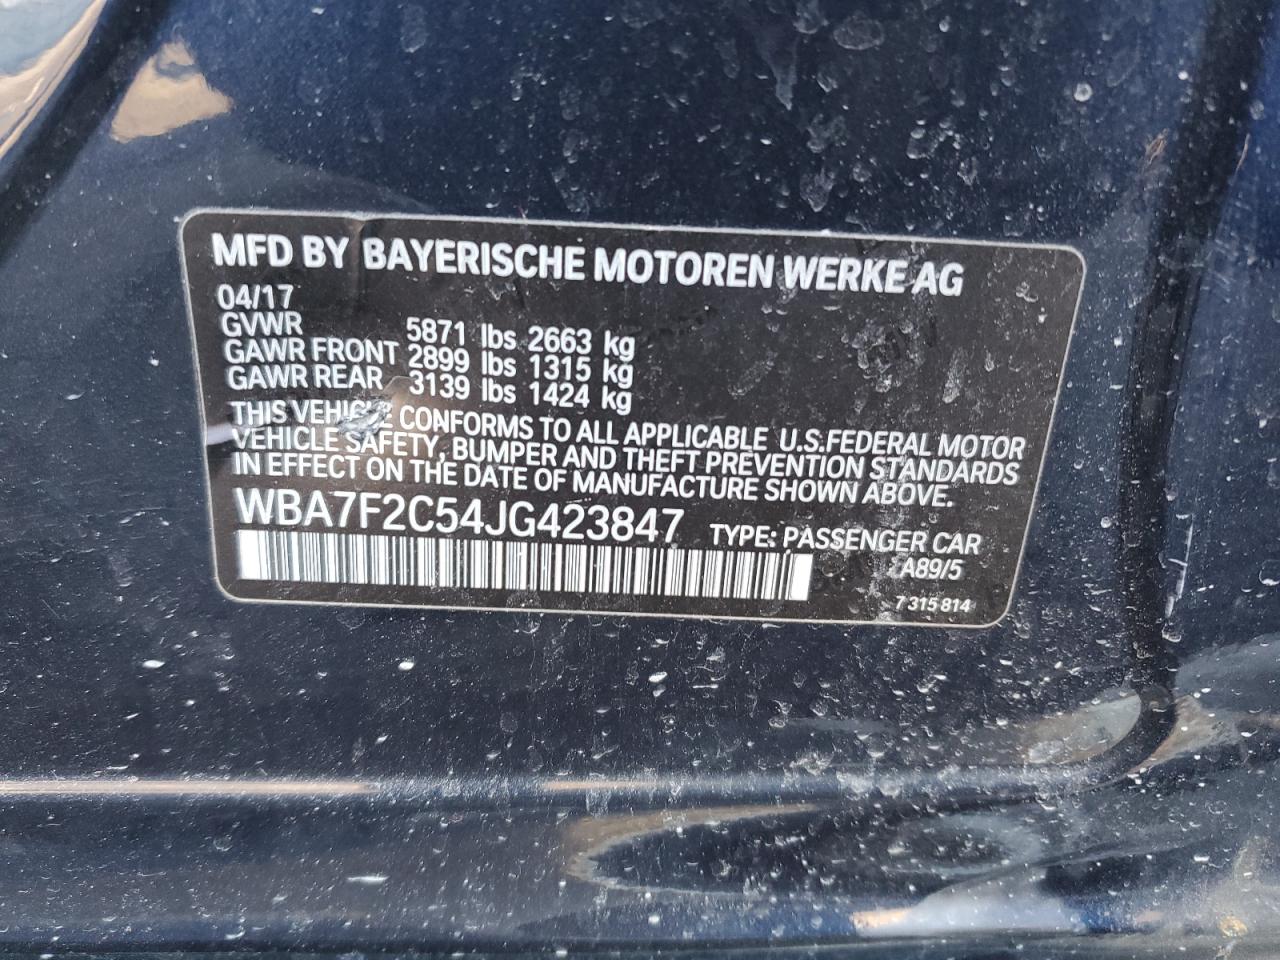 MFD BY BAYERISCHE MOTOREN WERKE AG
04/17
GVWR 5871 lbs 2663 kg
GAWR FRONT 2899 lbs 1315 kg
GAWR REAR 3139 lbs 1424 kg
THIS VEHICLE CONFORMS TO ALL APPLICABLE U.S.FEDERAL MOTOR
VEHICLE SAFETY, BUMPER AND THEFT PREVENTION STANDARDS
IN EFFECT ON THE DATE OF MANUFACTURE SHOWN ABOVE.
WBA7F2C54JG423847 TYPE: PASSENGER CAR
A89/5
7 315 814